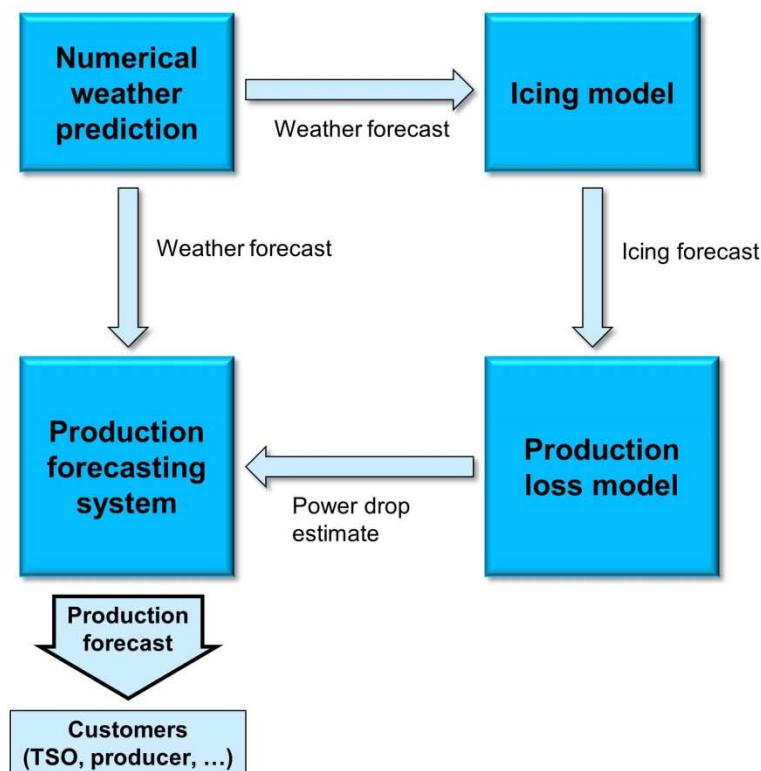 Numerical
weather
prediction
Weather forecast
Icing model
Weather forecast
Icing forecast
Production
forecasting
system
Power drop
estimate
Production
loss model
Production
forecast
Customers
(TSO, producer, …)